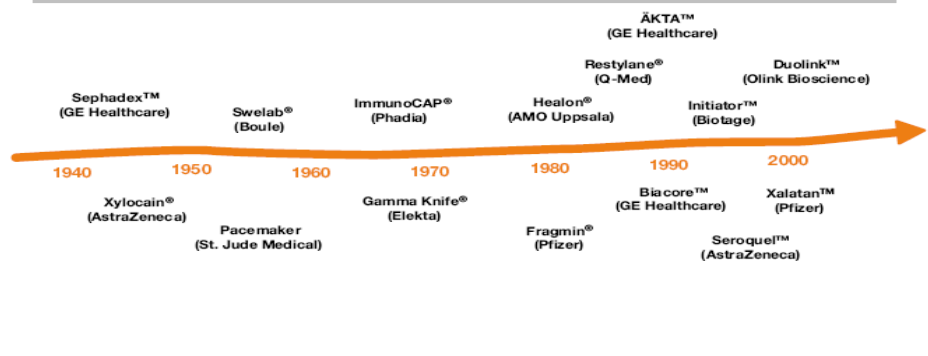 ÄKTA™
(GE Healthcare)
Restylane®
(Q-Med)
Duolink™
(Olink Bioscience)
Sephadex™
(GE Healthcare)
Swelab®
(Boule)
ImmunoCAP®
(Phadia)
Healon®
(AMO Uppsala)
Initiator™
(Biotage)
1940
1950
1960
1970
1980
1990
2000
Xylocain®
(AstraZeneca)
Pacemaker
(St. Jude Medical)
Gamma Knife®
(Elekta)
Fragmin®
(Pfizer)
Biacore™
(GE Healthcare)
Xalatan™
(Pfizer)
Seroquel™
(AstraZeneca)